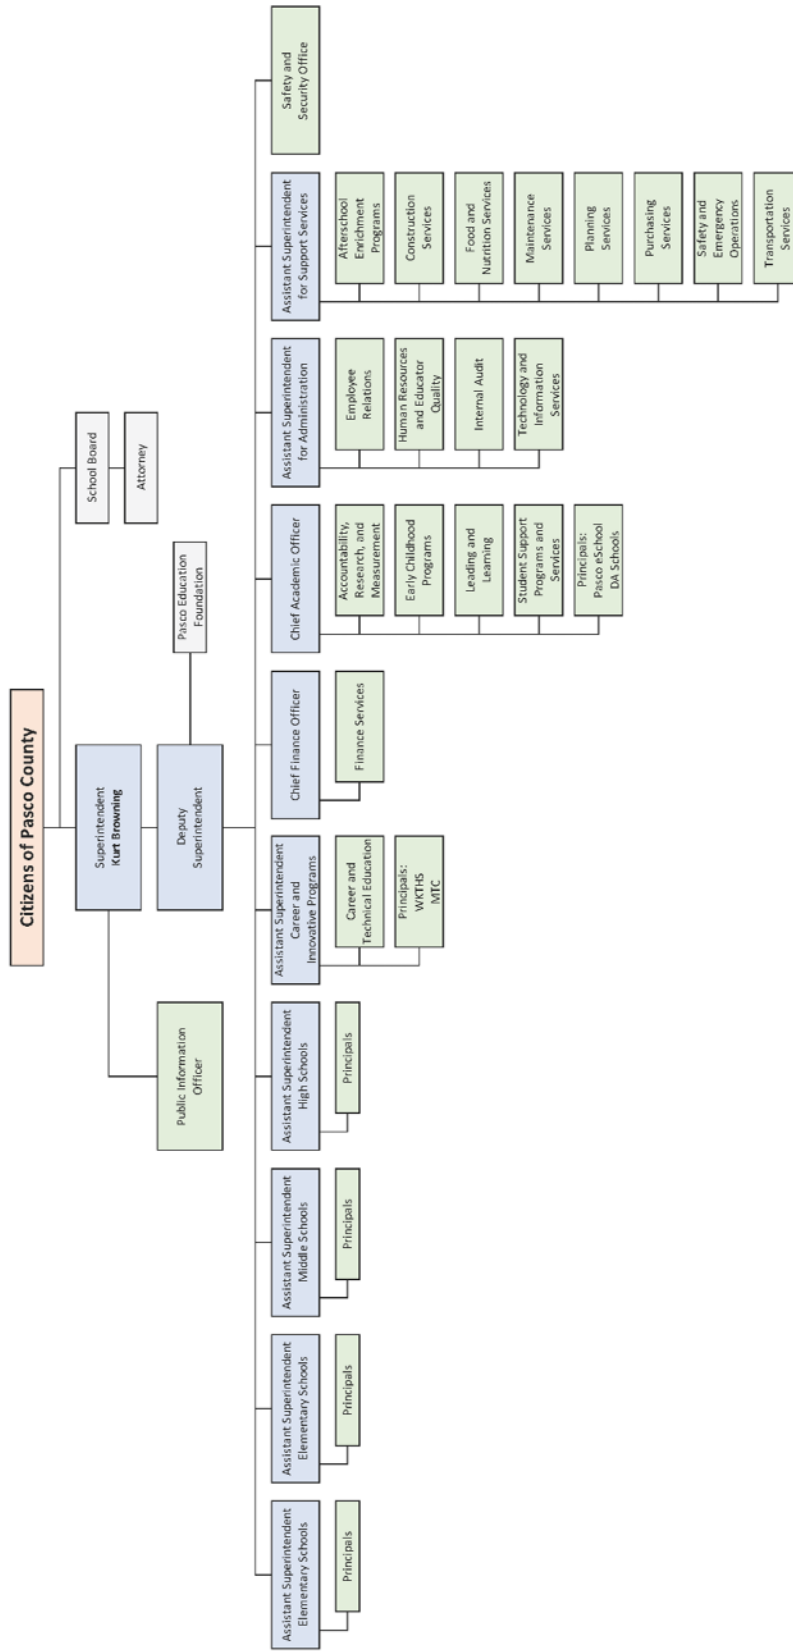 Citizens of Pasco County
School Board
Attorney
Superintendent
Kurt Browning
Public Information
Officer
Deputy
Superintendent
Pasco Education
Foundation
Assistant Superintendent
Elementary Schools
Principals
Assistant Superintendent
Elementary Schools
Principals
Assistant Superintendent
Middle Schools
Principals
Assistant Superintendent
High Schools
Principals
Assistant Superintendent
Career and
Innovative Programs
Career and
Technical Education
Principals:
WKTHS
MTC
Chief Finance Officer
Finance Services
Chief Academic Officer
Accountability,
Research, and
Measurement
Early Childhood
Programs
Leading and
Learning
Student Support
Programs and
Services
Principals:
Pasco eSchool
DA Schools
Assistant Superintendent
for Administration
Employee
Relations
Human Resources
and Educator
Quality
Internal Audit
Technology and
Information
Services
Assistant Superintendent
for Support Services
Afterschool
Enrichment
Programs
Construction
Services
Food and
Nutrition Services
Maintenance
Services
Planning
Services
Purchasing
Services
Safety and
Emergency
Operations
Transportation
Services
Safety and
Security Office